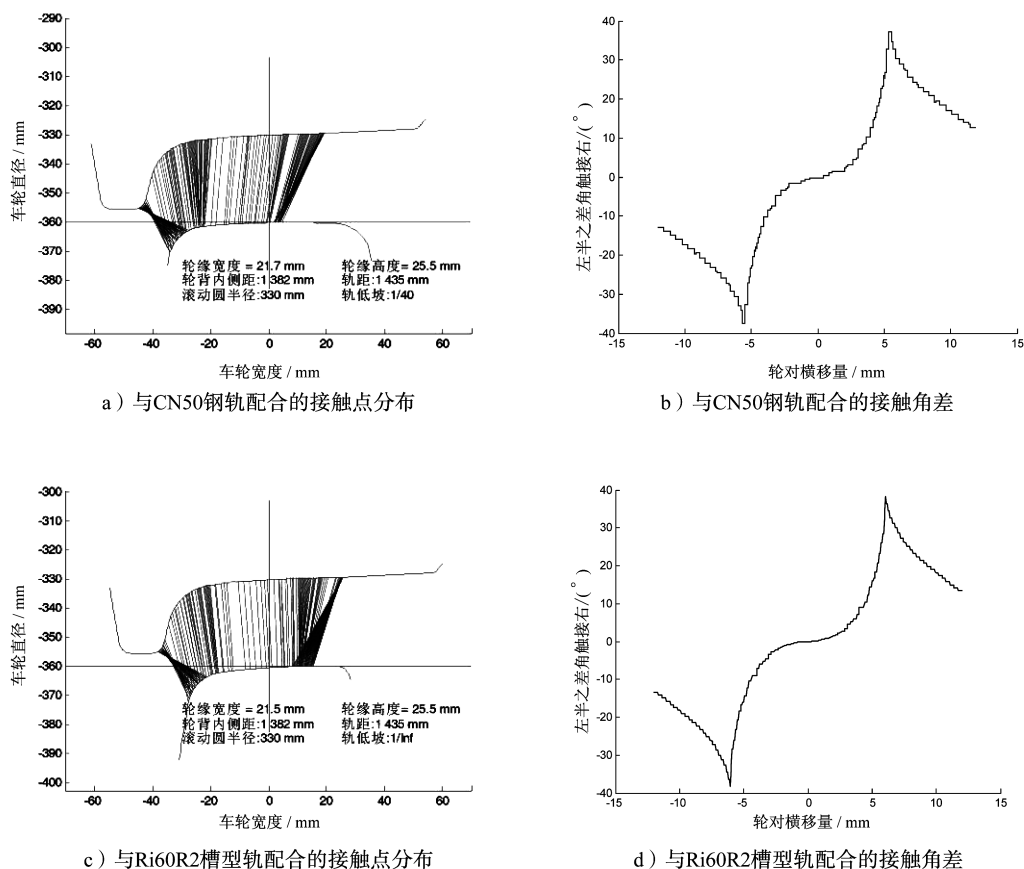 -290
-300
-310
-320
-330
-340
-350
-360
-370
-380
-390
车轮直径 / mm
轮缘宽度 = 21.7 mm 轮缘高度= 25.5 mm
轮背内侧距:1 382 mm 轨距:1 435 mm
滚动圆半径:330 mm 轨低坡:1/40
-60 -40 -20 0 20 40 60
车轮宽度 / mm
a）与CN50钢轨配合的接触点分布
40
30
20
10
0
-10
-20
-30
-40
左半之差角触接右/(°)
-15 -10 -5 0 5 10 15
轮对横移量 / mm
b）与CN50钢轨配合的接触角差
-300
-310
-320
-330
-340
-350
-360
-370
-380
-390
-400
车轮直径 / mm
轮缘宽度 = 21.5 mm 轮缘高度= 25.5 mm
轮背内侧距:1 382 mm 轨距:1 435 mm
滚动圆半径:330 mm 轨低坡:1/Inf
-60 -40 -20 0 20 40 60
车轮宽度 / mm
c）与Ri60R2槽型轨配合的接触点分布
40
30
20
10
0
-10
-20
-30
-40
左半之差角触接右/(°)
-15 -10 -5 0 5 10 15
轮对横移量 / mm
d）与Ri60R2槽型轨配合的接触角差